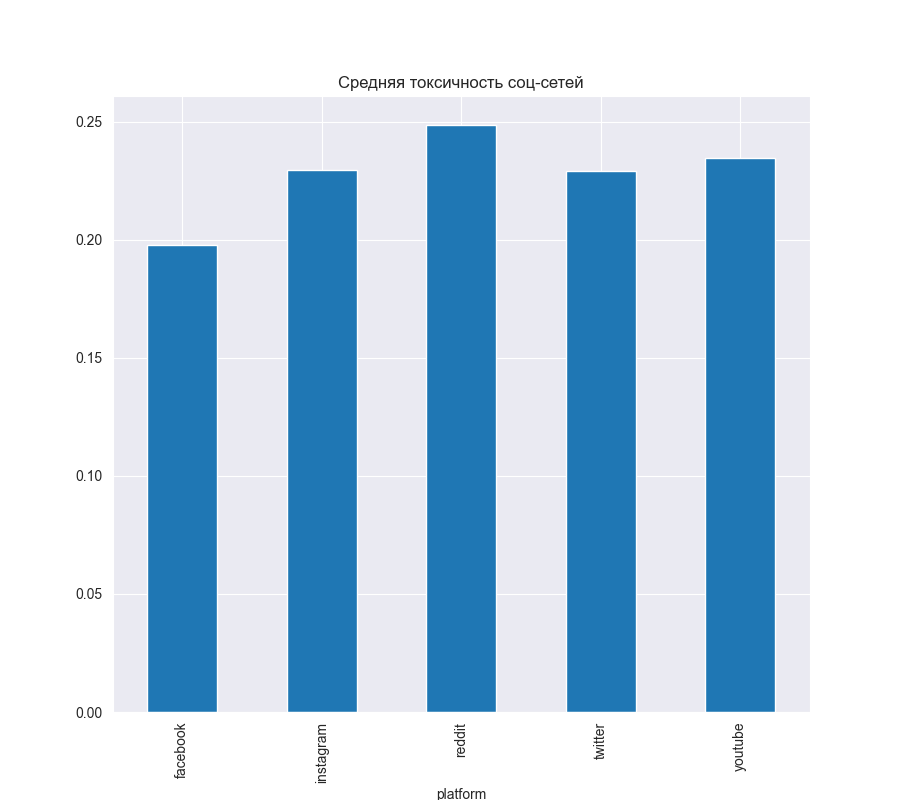 Средняя токсичность соц-сетей
0.25
0.20
0.15
0.10
0.05
0.00
facebook
instagram
reddit
twitter
youtube
platform